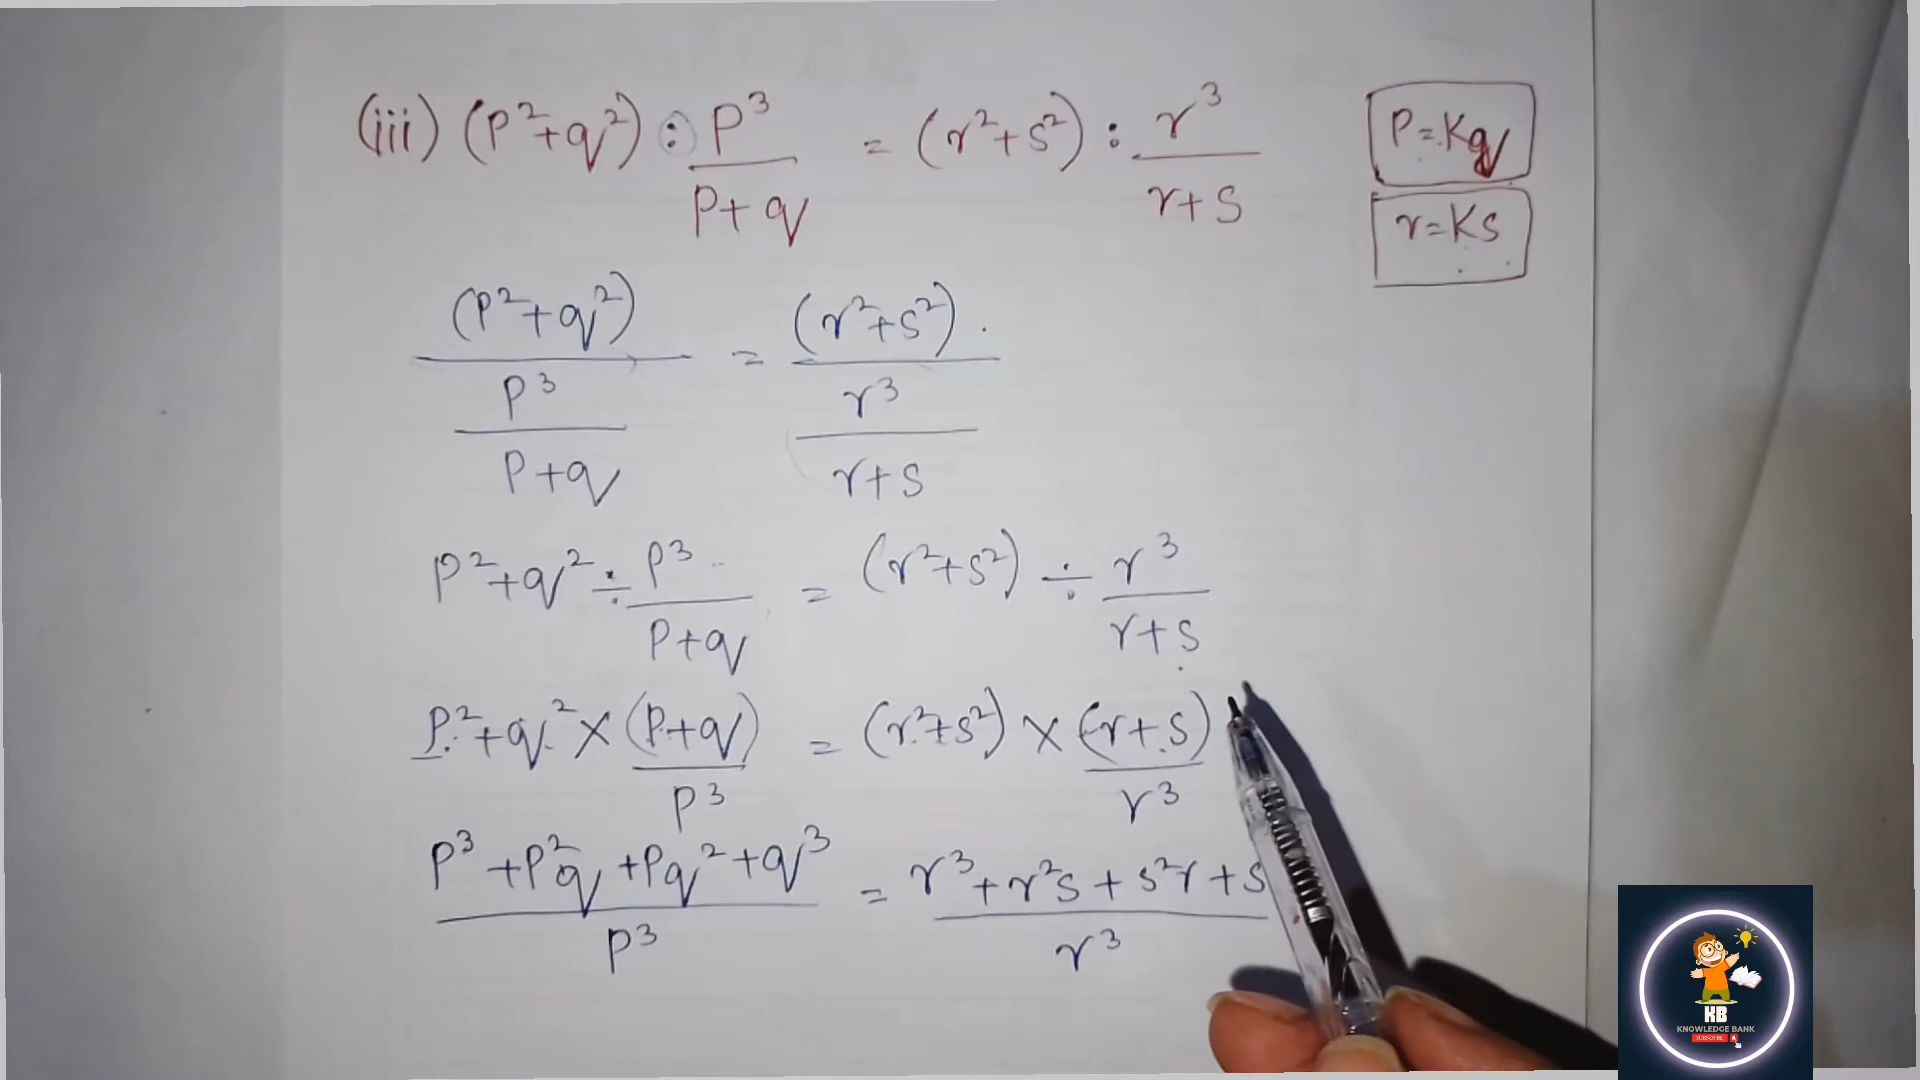 (iii) (P²+q²) : P³/P+q = (r²+s²) : r³/r+s
P=Kq
r=Ks
(P²+q²)/P³/P+q = (r²+s²)/r³/r+s
P²+q² ÷ P³/P+q = (r²+s²) ÷ r³/r+s
P²+q² × (P+q)/P³ = (r²+s²) × (r+s)/r³
P³+P²q+Pq²+q³/P³ = r³+r²s+s²r+s/r³
KB
KNOWLEDGE BANK
SUBSCRIBE